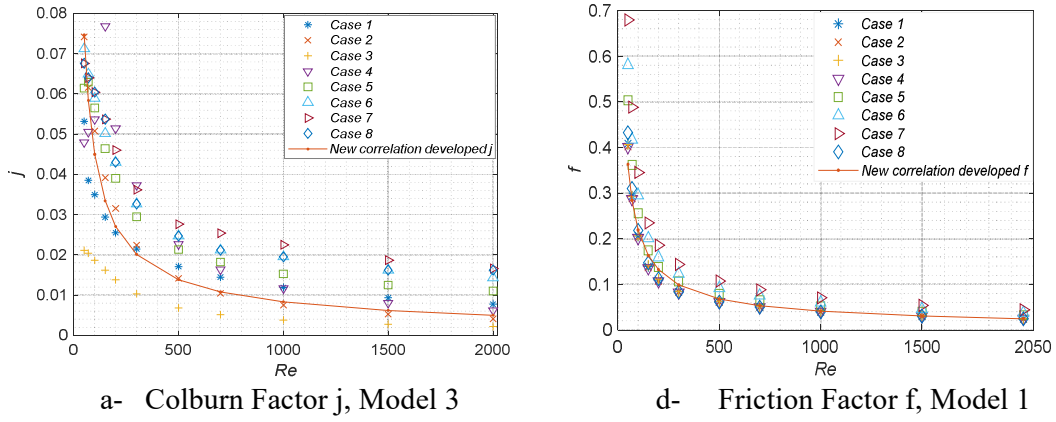 0.08
0.07
0.06
0.05
0.04
0.03
0.02
0.01
0
j
0
500
1000
1500
2000
Re
Case 1
Case 2
Case 3
Case 4
Case 5
Case 6
Case 7
Case 8
New correlation developed j
a- Colburn Factor j, Model 3
0.7
0.6
0.5
0.4
0.3
0.2
0.1
0
f
0
500
1000
1500
2050
Re
Case 1
Case 2
Case 3
Case 4
Case 5
Case 6
Case 7
Case 8
New correlation developed f
d- Friction Factor f, Model 1